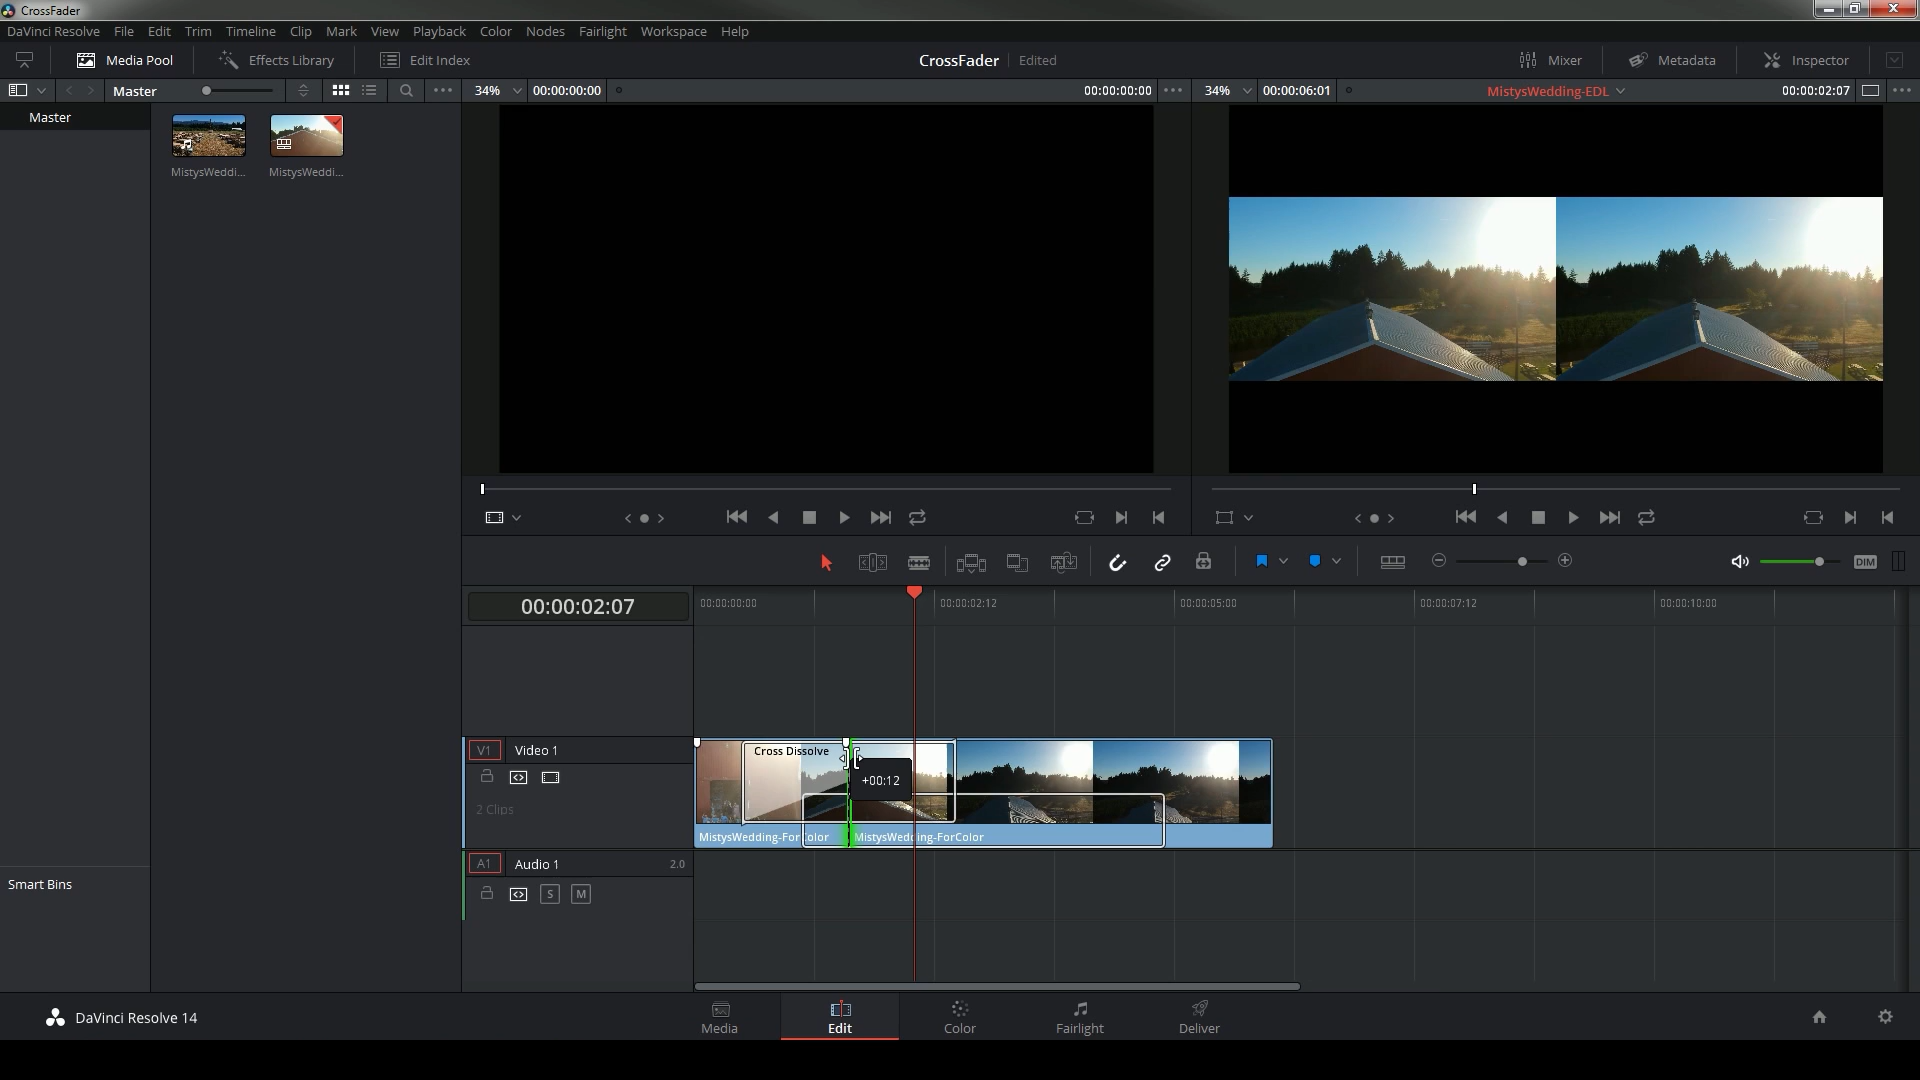 CrossFader
DaVinci Resolve File Edit Trim Timeline Clip Mark View Playback Color Nodes Fairlight Workspace Help
Media Pool Effects Library Edit Index CrossFader Edited Mixer Metadata Inspector
Master 34% 00:00:00:00 00:00:00:00 34% 00:00:06:01 MistysWedding-EDL 00:00:02:07
Master
MistysWeddi... MistysWeddi...
DIM
00:00:02:07 00:00:00:00 00:00:02:12 00:00:05:00 00:00:07:12 00:00:10:00
V1 Video 1 Cross Dissolve
+00:12
2 Clips
MistysWedding-ForColor MistysWedding-ForColor
A1 Audio 1 2.0
Smart Bins
S M
DaVinci Resolve 14
Media Edit Color Fairlight Deliver